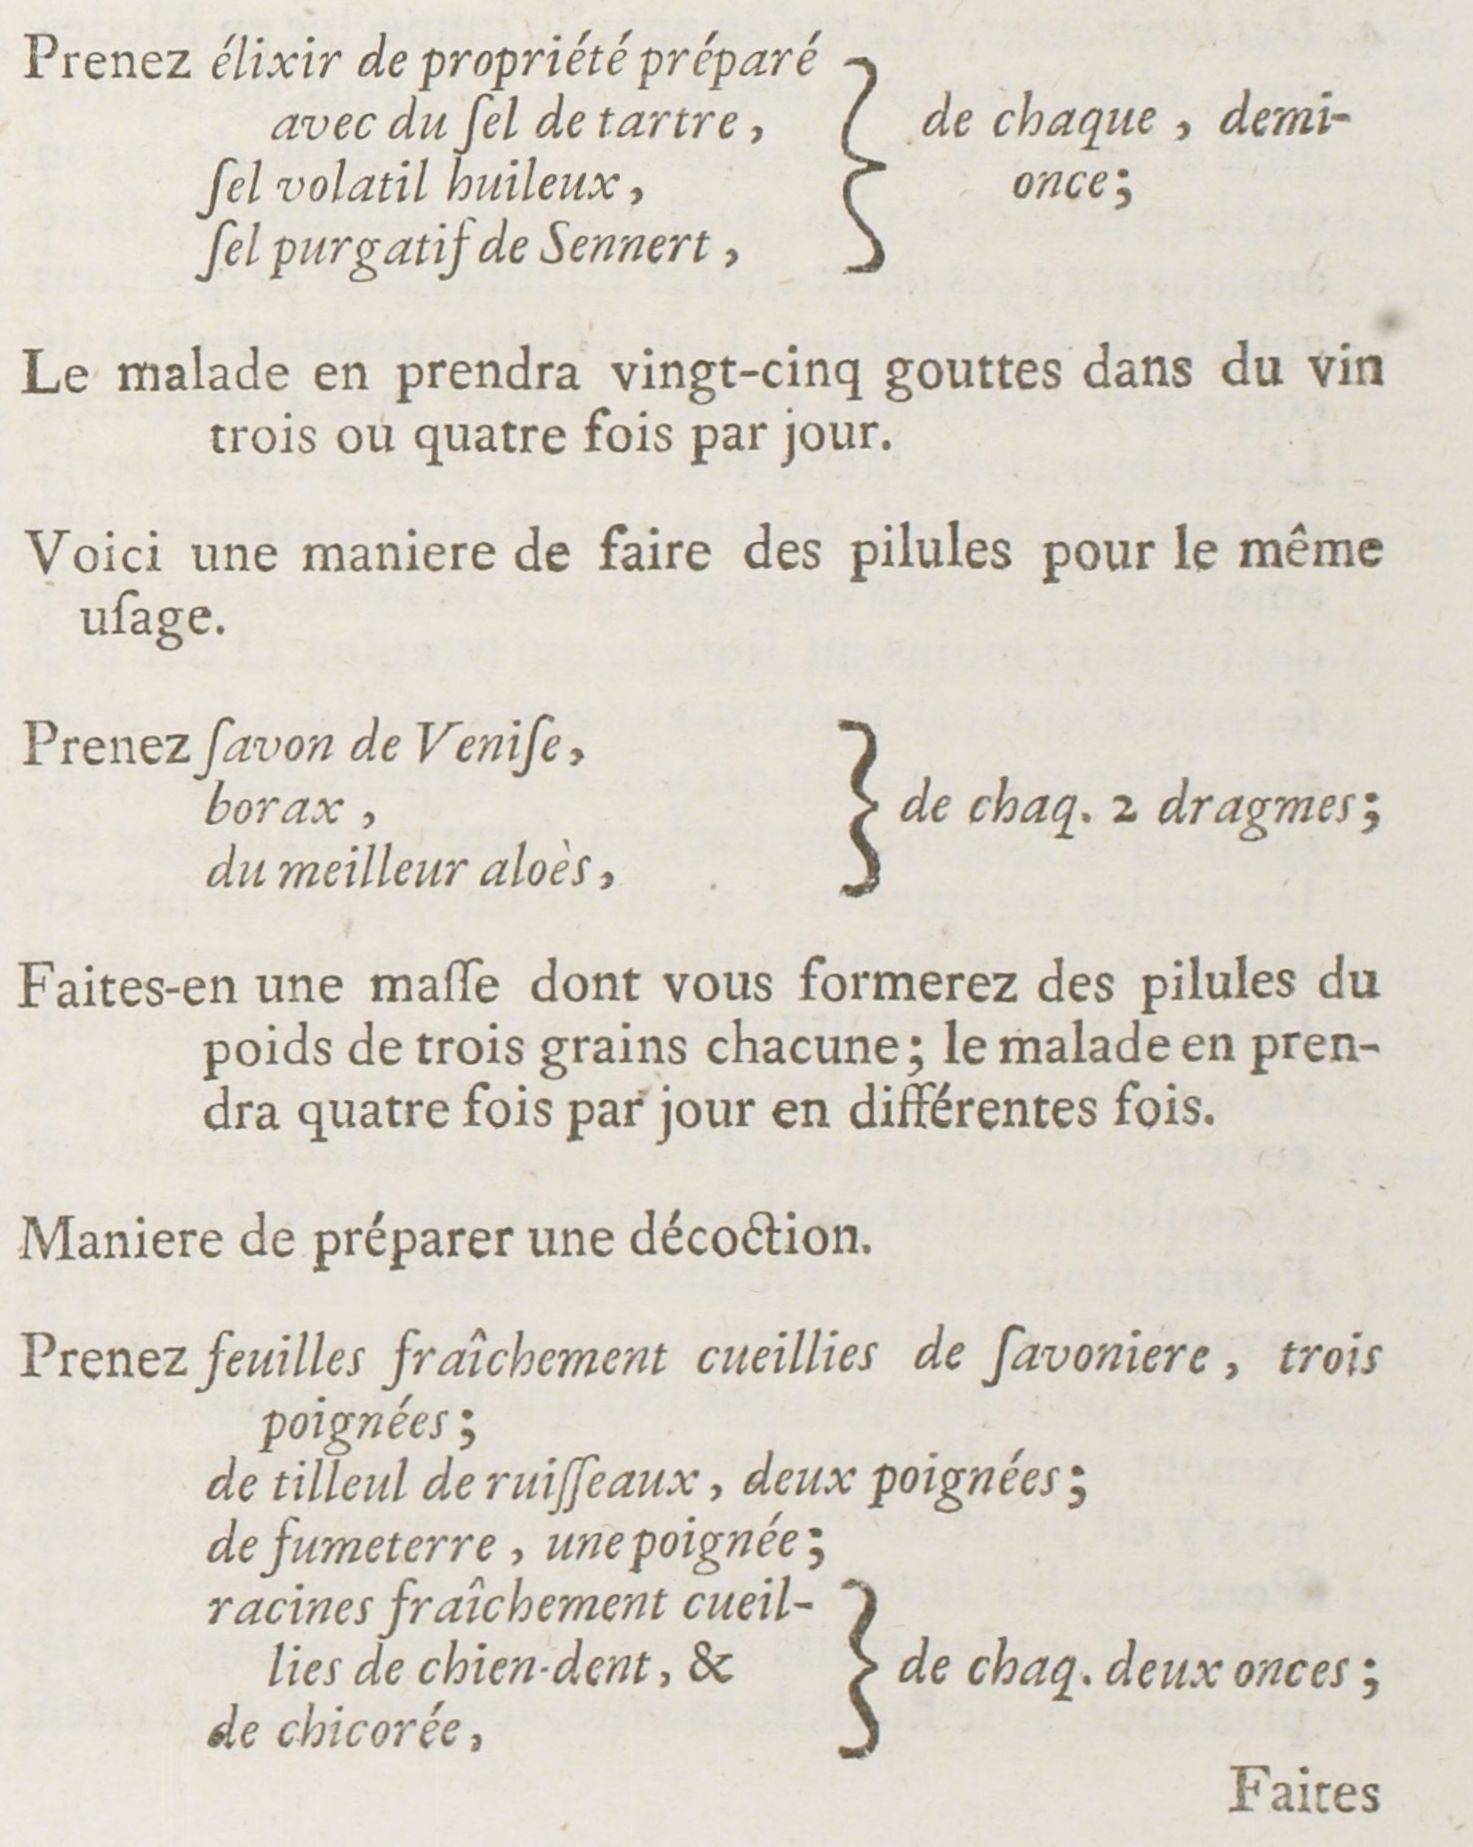 Prenez élixir de propriété préparé
avec du ſel de tartre,
ſel volatil huileux,
ſel purgatif de Sennert,
} de chaque, demi-
once;
Le malade en prendra vingt-cinq gouttes dans du vin
trois ou quatre fois par jour.
Voici une maniere de faire des pilules pour le même
uſage.
Prenez ſavon de Veniſe,
borax,
du meilleur aloès,
} de chaq. 2 dragmes;
Faites-en une maſſe dont vous formerez des pilules du
poids de trois grains chacune; le malade en pren-
dra quatre fois par jour en différentes fois.
Maniere de préparer une décoction.
Prenez feuilles fraîchement cueillies de ſavoniere, trois
poignées;
de tilleul de ruiſſeaux, deux poignées;
de fumeterre, une poignée;
racines fraîchement cueil-
lies de chien-dent, &
de chicorée,
} de chaq. deux onces;
Faites